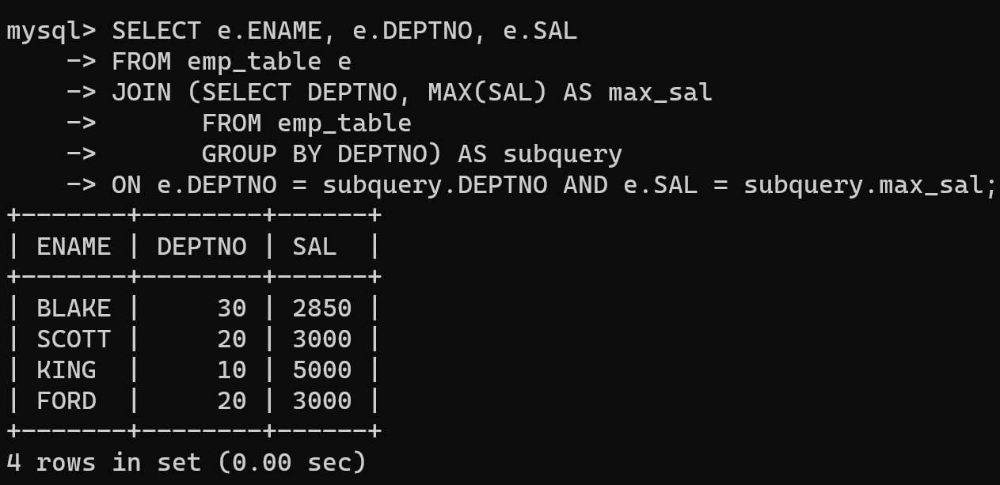 mysql> SELECT e.ENAME, e.DEPTNO, e.SAL
    -> FROM emp_table e
    -> JOIN (SELECT DEPTNO, MAX(SAL) AS max_sal
    ->       FROM emp_table
    ->       GROUP BY DEPTNO) AS subquery
    -> ON e.DEPTNO = subquery.DEPTNO AND e.SAL = subquery.max_sal;
+-------+--------+------+
| ENAME | DEPTNO | SAL  |
+-------+--------+------+
| BLAKE |     30 | 2850 |
| SCOTT |     20 | 3000 |
| KING  |     10 | 5000 |
| FORD  |     20 | 3000 |
+-------+--------+------+
4 rows in set (0.00 sec)